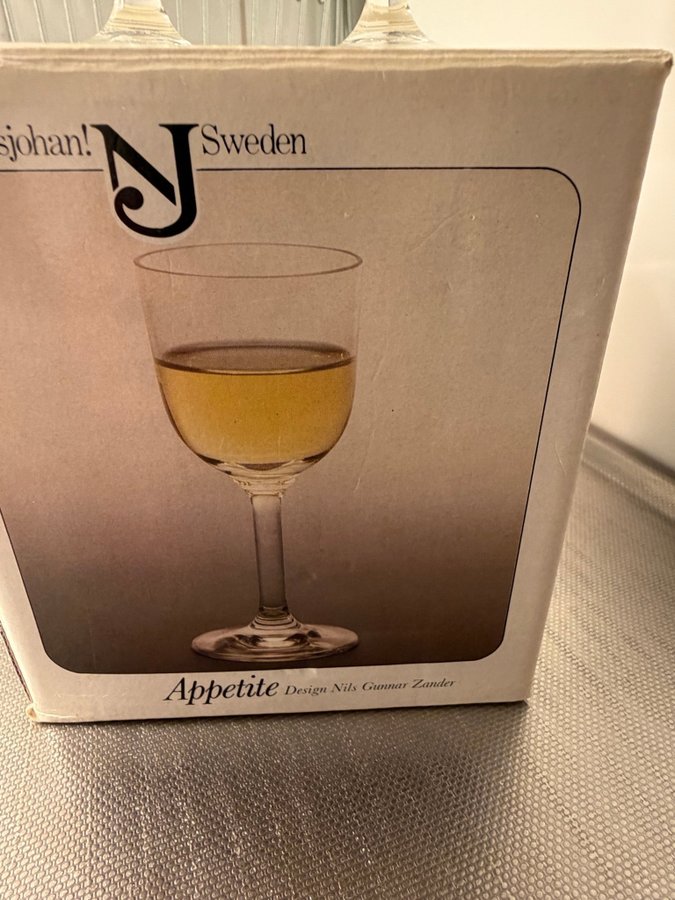 sjohan! NJ Sweden
Appetite Design Nils Gunnar Zander